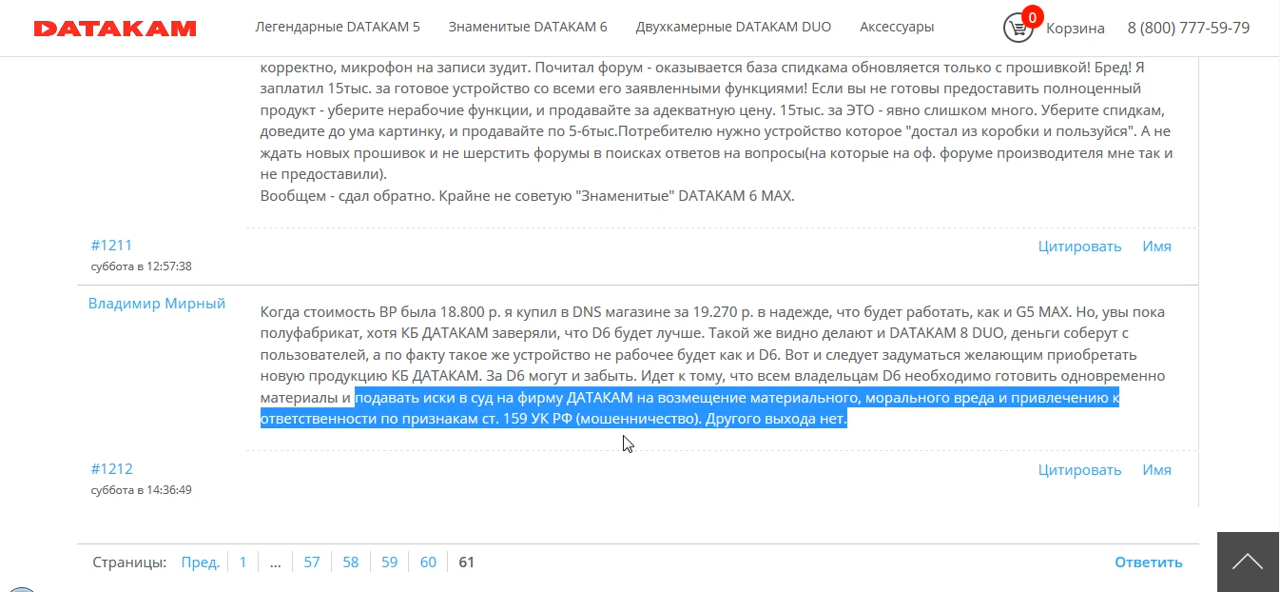 DATAKAM
Легендарные DATAKAM 5
Знаменитые DATAKAM 6
Двухкамерные DATAKAM DUO
Аксессуары
0
Корзина
8 (800) 777-59-79
корректно, микрофон на записи зудит. Почитал форум - оказывается база спидкама обновляется только с прошивкой! Бред! Я
заплатил 15тыс. за готовое устройство со всеми его заявленными функциями! Если вы не готовы предоставить полноценный
продукт - уберите нерабочие функции, и продавайте за адекватную цену. 15тыс. за ЭТО - явно слишком много. Уберите спидкам,
доведите до ума картинку, и продавайте по 5-6тыс.Потребителю нужно устройство которое "достал из коробки и пользуйся". А не
ждать новых прошивок и не шерстить форумы в поисках ответов на вопросы(на которые на оф. форуме производителя мне так и
не предоставили).
Вообщем - сдал обратно. Крайне не советую "Знаменитые" DATAKAM 6 MAX.
#1211
Цитировать
Имя
суббота в 12:57:38
Владимир Мирный
Когда стоимость ВР была 18.800 р. я купил в DNS магазине за 19.270 р. в надежде, что будет работать, как и G5 MAX. Но, увы пока
полуфабрикат, хотя КБ ДАТАКАМ заверяли, что D6 будет лучше. Такой же видно делают и DATAKAM 8 DUO, деньги соберут с
пользователей, а по факту такое же устройство не рабочее будет как и D6. Вот и следует задуматься желающим приобретать
новую продукцию КБ ДАТАКАМ. За D6 могут и забыть. Идет к тому, что всем владельцам D6 необходимо готовить одновременно
материалы и подавать иски в суд на фирму ДАТАКАМ на возмещение материального, морального вреда и привлечению к
ответственности по признакам ст. 159 УК РФ (мошенничество). Другого выхода нет.
#1212
Цитировать
Имя
суббота в 14:36:49
Страницы: Пред. 1 ... 57 58 59 60 61
Ответить